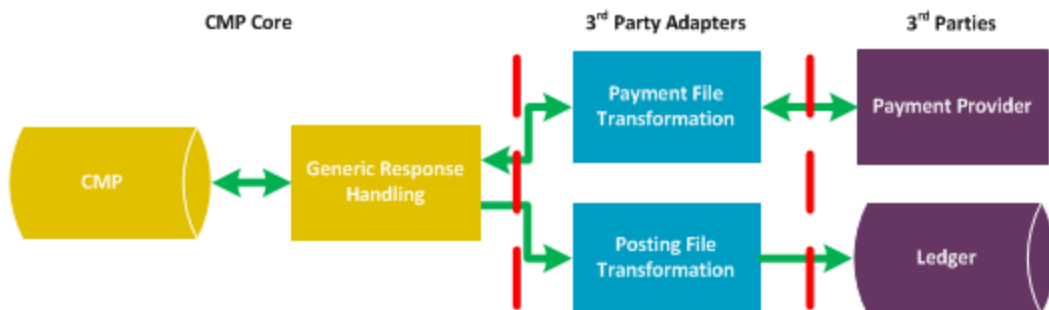 CMP Core
3rd Party Adapters
3rd Parties
Payment File
Transformation
Payment Provider
CMP
Generic Response
Handling
Posting File
Transformation
Ledger